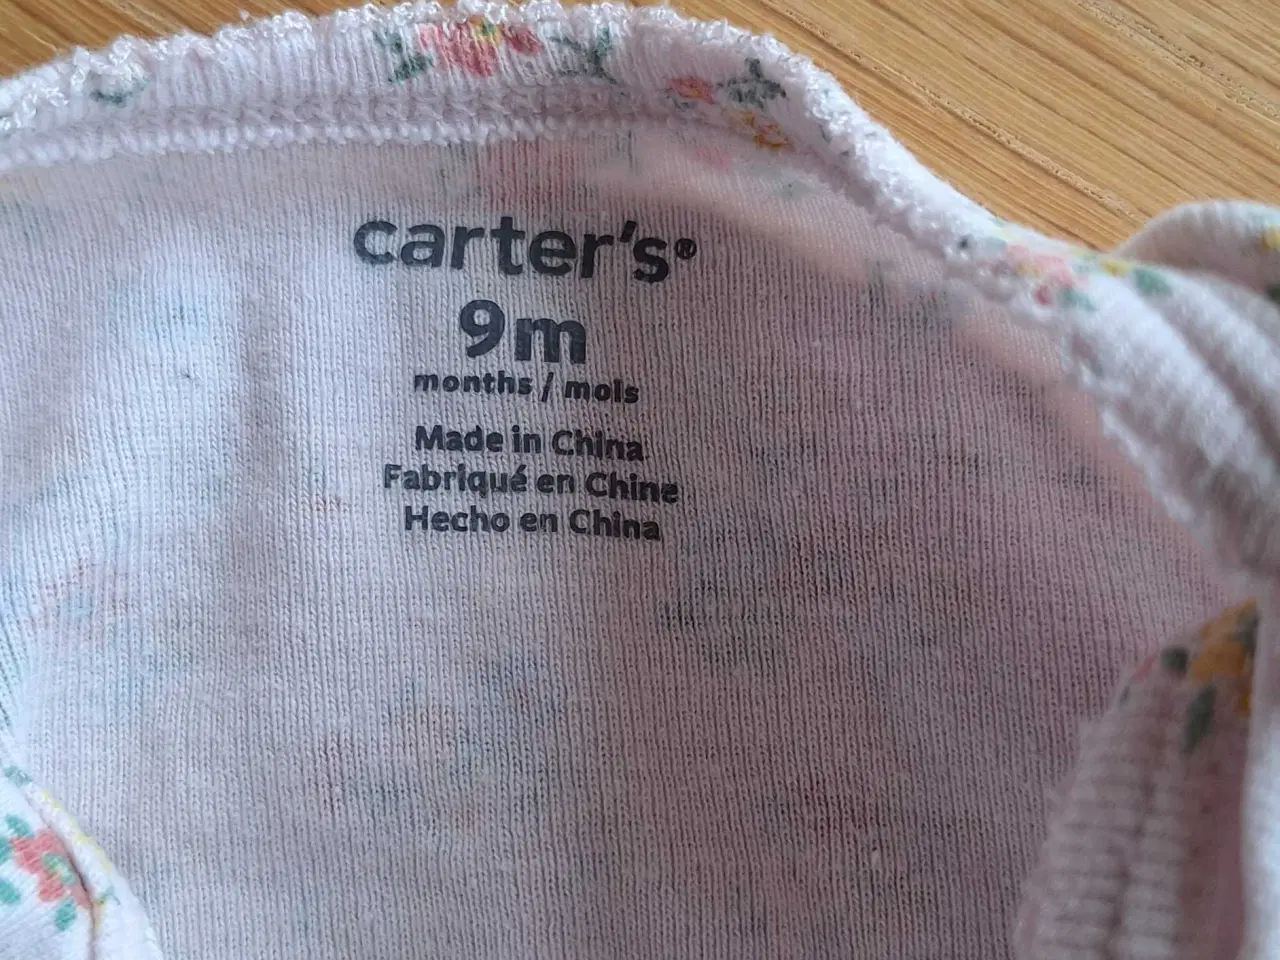 carter's®
9m
months / mois
Made in China
Fabriqué en Chine
Hecho en China